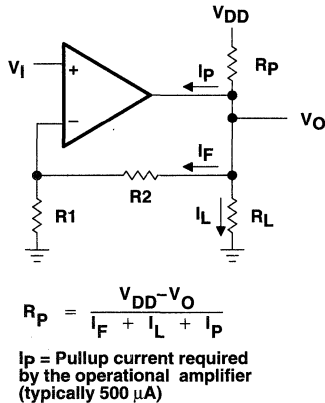 VDD
VI
+
−
IP
RP
VO
IF
R2
R1
IL
RL
RP = VDD−VO
IF + IL + IP
IP = Pullup current required
by the operational amplifier
(typically 500 μA)